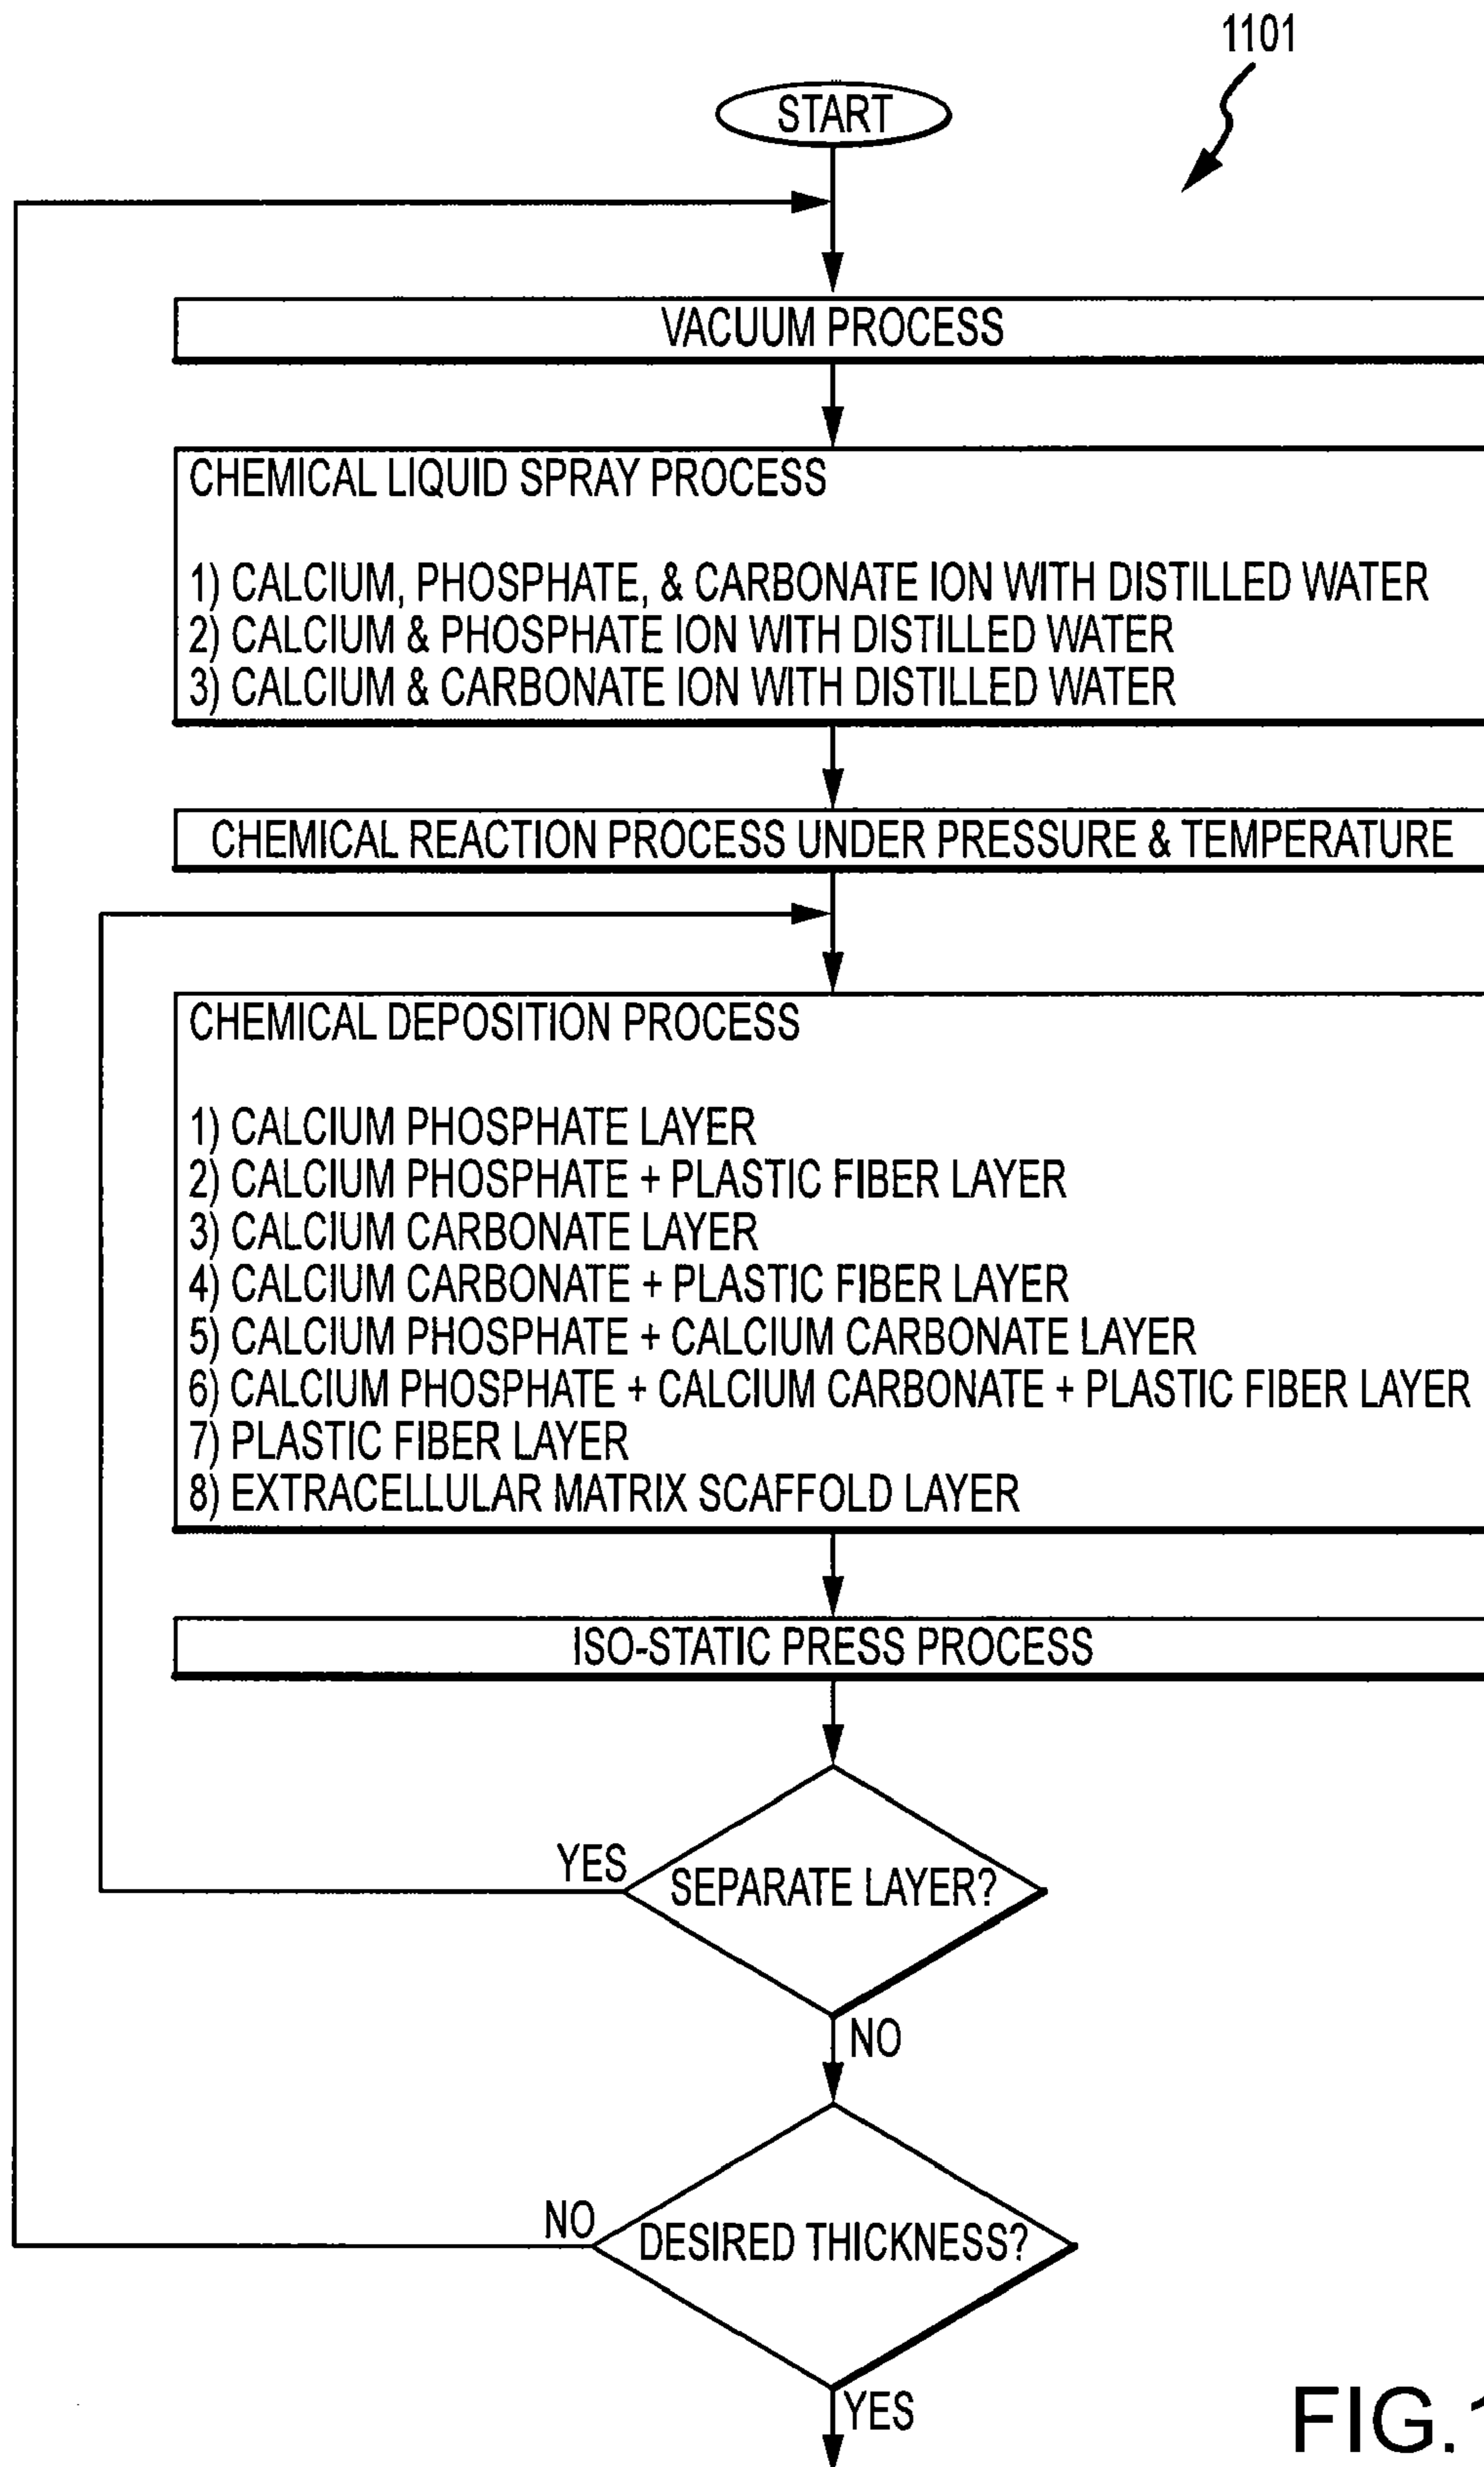 1101
START
VACUUM PROCESS
CHEMICAL LIQUID SPRAY PROCESS
1) CALCIUM, PHOSPHATE, & CARBONATE ION WITH DISTILLED WATER
2) CALCIUM & PHOSPHATE ION WITH DISTILLED WATER
3) CALCIUM & CARBONATE ION WITH DISTILLED WATER
CHEMICAL REACTION PROCESS UNDER PRESSURE & TEMPERATURE
CHEMICAL DEPOSITION PROCESS
1) CALCIUM PHOSPHATE LAYER
2) CALCIUM PHOSPHATE + PLASTIC FIBER LAYER
3) CALCIUM CARBONATE LAYER
4) CALCIUM CARBONATE + PLASTIC FIBER LAYER
5) CALCIUM PHOSPHATE + CALCIUM CARBONATE LAYER
6) CALCIUM PHOSPHATE + CALCIUM CARBONATE + PLASTIC FIBER LAYER
7) PLASTIC FIBER LAYER
8) EXTRACELLULAR MATRIX SCAFFOLD LAYER
ISO-STATIC PRESS PROCESS
YES
SEPARATE LAYER?
NO
NO
DESIRED THICKNESS?
YES
FIG.